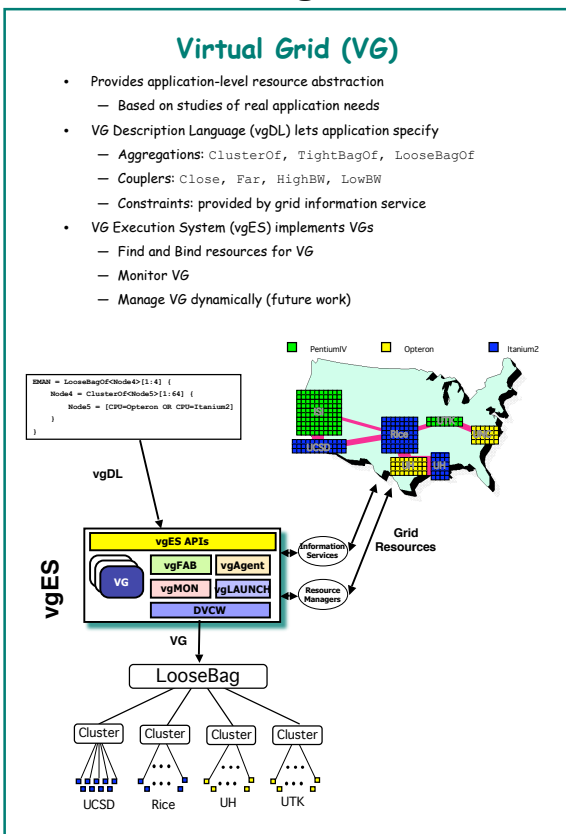 Virtual Grid (VG)
• Provides application-level resource abstraction
— Based on studies of real application needs
• VG Description Language (vgDL) lets application specify
— Aggregations: ClusterOf, TightBagOf, LooseBagOf
— Couplers: Close, Far, HighBW, LowBW
— Constraints: provided by grid information service
• VG Execution System (vgES) implements VGs
— Find and Bind resources for VG
— Monitor VG
— Manage VG dynamically (future work)
PentiumIV
Opteron
Itanium2
EMAN = LooseBagOf<Node4>[1:4] {
Node4 = ClusterOf<Node5>[1:64] {
Node5 = [CPU=Opteron OR CPU=Itanium2]
}
}
ISI
UTK
Rice
UCSD
UH
vgDL
Grid
Resources
vgES
vgES APIs
VG
vgFAB
vgAgent
vgMON
vgLAUNCH
DVCW
Information
Services
Resource
Managers
VG
LooseBag
Cluster
Cluster
Cluster
Cluster
UCSD
Rice
UH
UTK